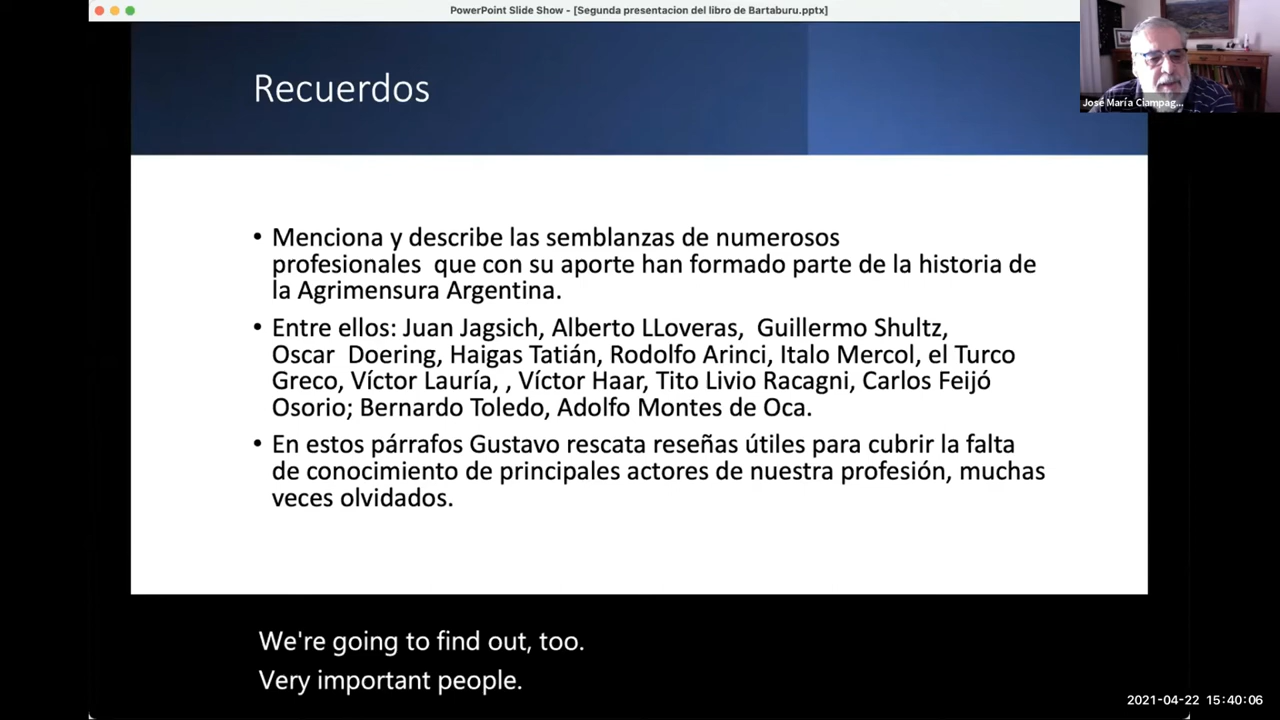 PowerPoint Slide Show - [Segunda presentacion del libro de Bartaburu.pptx]
José María Ciampag...
Recuerdos
• Menciona y describe las semblanzas de numerosos
profesionales  que con su aporte han formado parte de la historia de
la Agrimensura Argentina.
• Entre ellos: Juan Jagsich, Alberto LLoveras,  Guillermo Shultz,
Oscar  Doering, Haigas Tatián, Rodolfo Arinci, Italo Mercol, el Turco
Greco, Víctor Lauría, , Víctor Haar, Tito Livio Racagni, Carlos Feijó
Osorio; Bernardo Toledo, Adolfo Montes de Oca.
• En estos párrafos Gustavo rescata reseñas útiles para cubrir la falta
de conocimiento de principales actores de nuestra profesión, muchas
veces olvidados.
We're going to find out, too.
Very important people.
2021-04-22 15:40:06